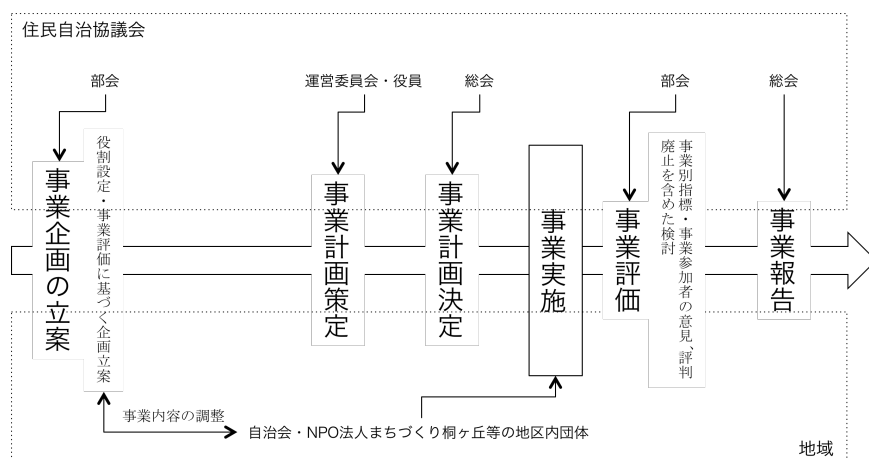 住民自治協議会
部会
運営委員会・役員
総会
部会
総会
事業企画の立案
役割設定・事業評価に基づく企画立案
事業計画策定
事業計画決定
事業実施
事業評価
事業別指標・事業参加者の意見、評判
廃止を含めた検討
事業報告
事業内容の調整
自治会・NPO法人まちづくり桐ヶ丘等の地区内団体
地域